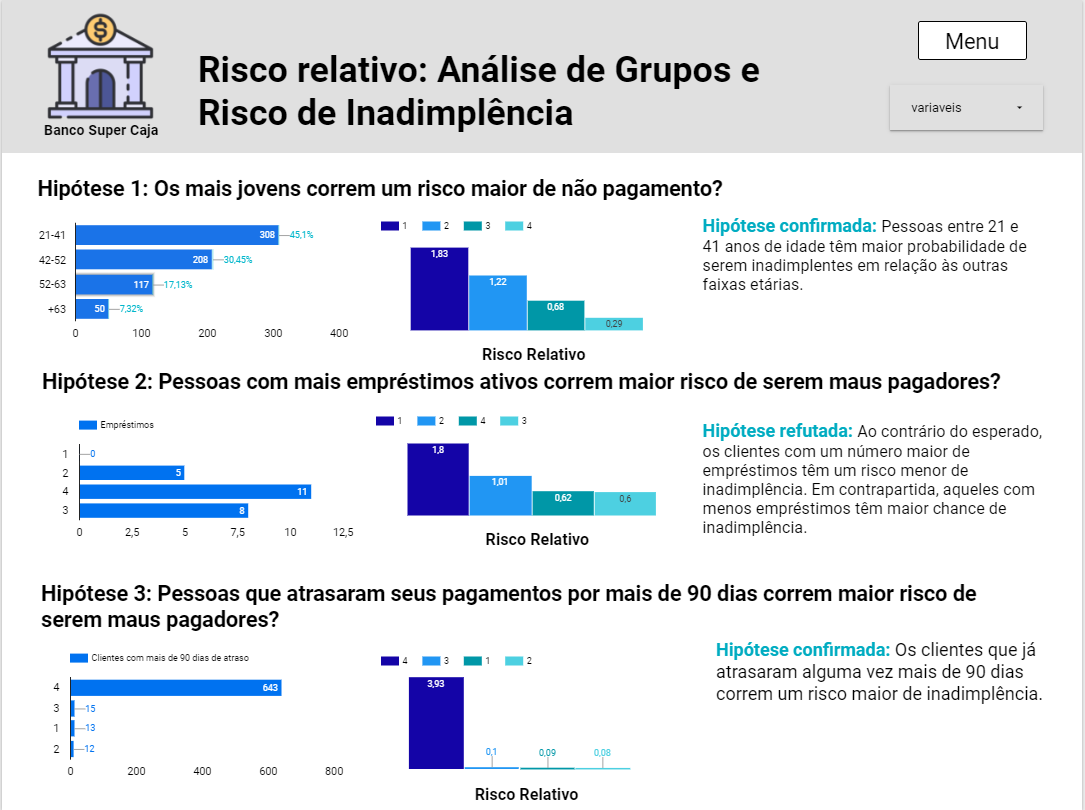 Banco Super Caja
Risco relativo: Análise de Grupos e
Risco de Inadimplência
Menu
variaveis
Hipótese 1: Os mais jovens correm um risco maior de não pagamento?
21-41 308 45,1%
42-52 208 30,45%
52-63 117 17,13%
+63 50 7,32%
0 100 200 300 400
1 2 3 4
1,83
1,22
0,68
0,29
Risco Relativo
Hipótese confirmada: Pessoas entre 21 e
41 anos de idade têm maior probabilidade de
serem inadimplentes em relação às outras
faixas etárias.
Hipótese 2: Pessoas com mais empréstimos ativos correm maior risco de serem maus pagadores?
Empréstimos
1 0
2 5
4 11
3 8
0 2,5 5 7,5 10 12,5
1 2 4 3
1,8
1,01
0,62
0,6
Risco Relativo
Hipótese refutada: Ao contrário do esperado,
os clientes com um número maior de
empréstimos têm um risco menor de
inadimplência. Em contrapartida, aqueles com
menos empréstimos têm maior chance de
inadimplência.
Hipótese 3: Pessoas que atrasaram seus pagamentos por mais de 90 dias correm maior risco de
serem maus pagadores?
Clientes com mais de 90 dias de atraso
4 643
3 15
1 13
2 12
0 200 400 600 800
4 3 1 2
3,93
0,1
0,09
0,08
Risco Relativo
Hipótese confirmada: Os clientes que já
atrasaram alguma vez mais de 90 dias
correm um risco maior de inadimplência.